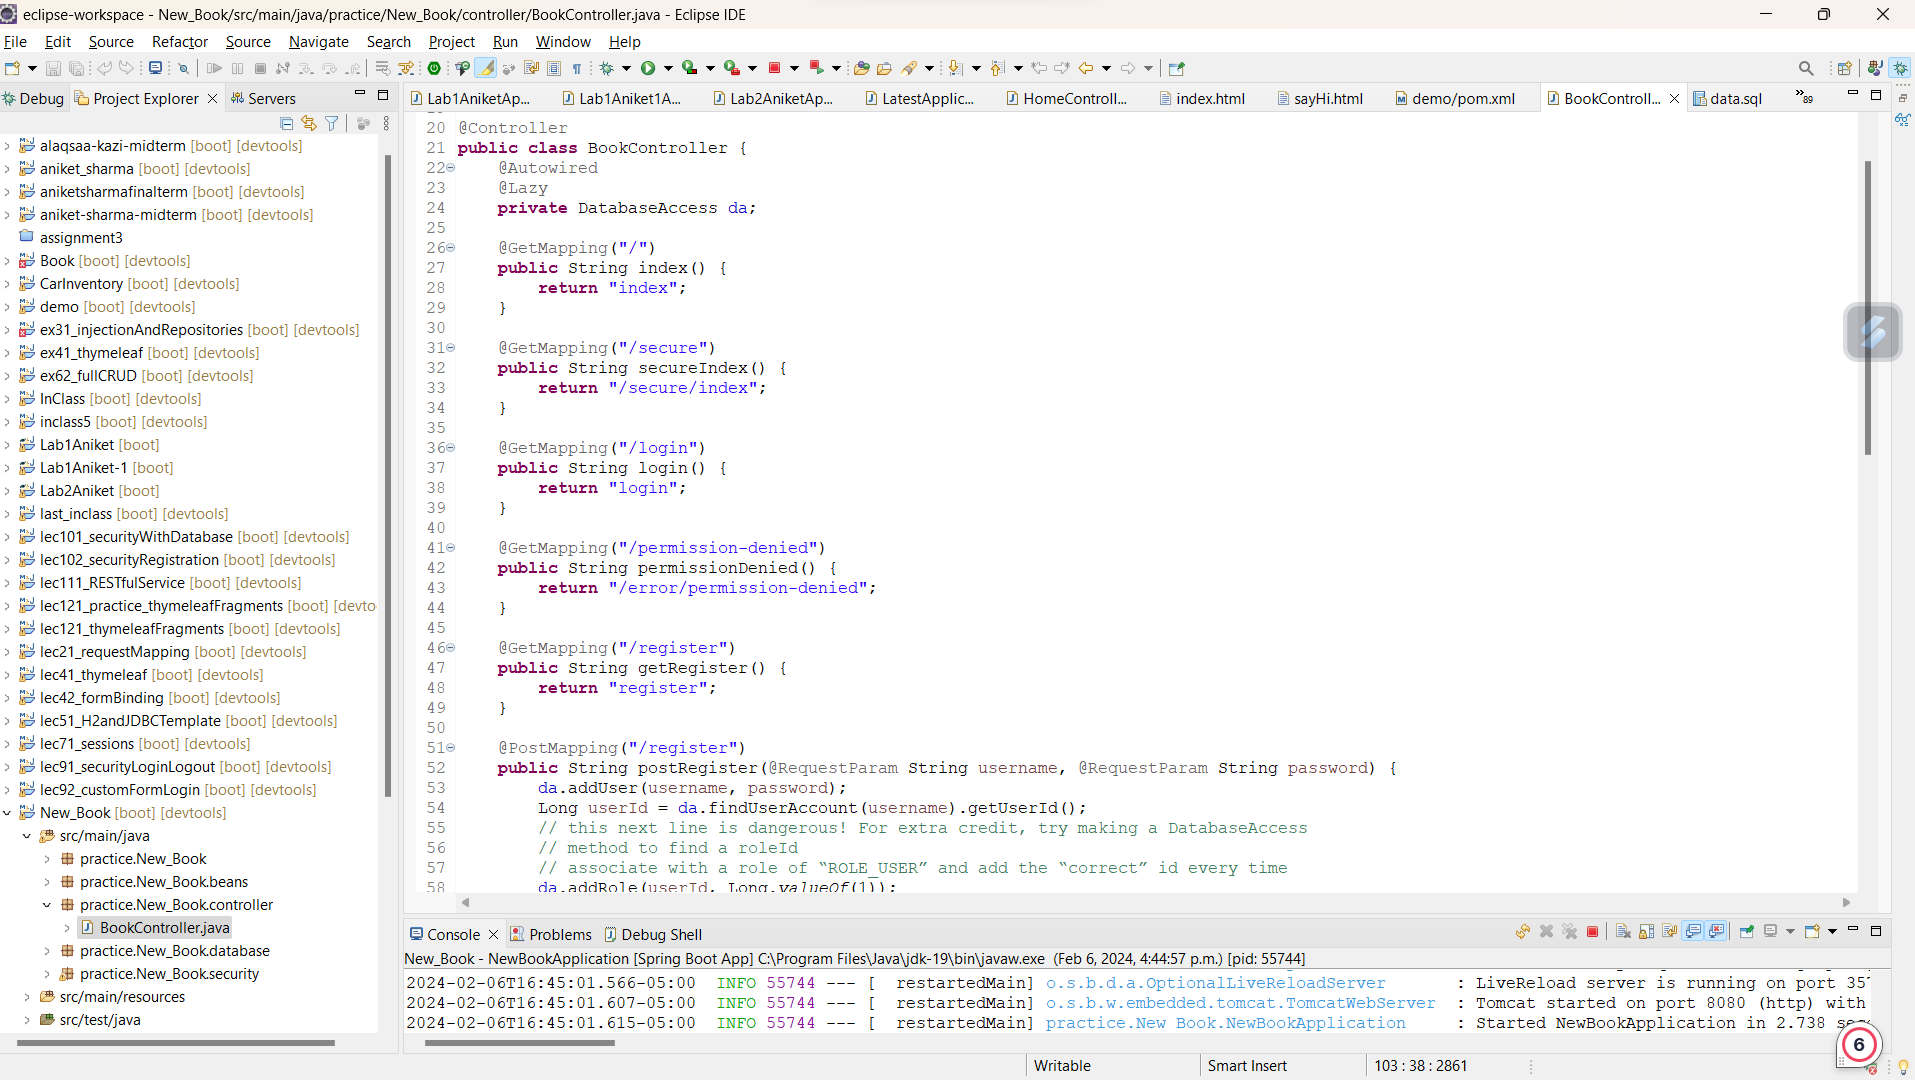 eclipse-workspace - New_Book/src/main/java/practice/New_Book/controller/BookController.java - Eclipse IDE
File Edit Source Refactor Source Navigate Search Project Run Window Help
Debug Project Explorer Servers
Lab1AniketAp... Lab1Aniket1A... Lab2AniketAp... LatestApplic... HomeControll... index.html sayHi.html demo/pom.xml BookControll... data.sql »89
alaqsaa-kazi-midterm [boot] [devtools]
aniket_sharma [boot] [devtools]
aniketsharmafinalterm [boot] [devtools]
aniket-sharma-midterm [boot] [devtools]
assignment3
Book [boot] [devtools]
CarInventory [boot] [devtools]
demo [boot] [devtools]
ex31_injectionAndRepositories [boot] [devtools]
ex41_thymeleaf [boot] [devtools]
ex62_fullCRUD [boot] [devtools]
InClass [boot] [devtools]
inclass5 [boot] [devtools]
Lab1Aniket [boot]
Lab1Aniket-1 [boot]
Lab2Aniket [boot]
last_inclass [boot] [devtools]
lec101_securityWithDatabase [boot] [devtools]
lec102_securityRegistration [boot] [devtools]
lec111_RESTfulService [boot] [devtools]
lec121_practice_thymeleafFragments [boot] [devto
lec121_thymeleafFragments [boot] [devtools]
lec21_requestMapping [boot] [devtools]
lec41_thymeleaf [boot] [devtools]
lec42_formBinding [boot] [devtools]
lec51_H2andJDBCTemplate [boot] [devtools]
lec71_sessions [boot] [devtools]
lec91_securityLoginLogout [boot] [devtools]
lec92_customFormLogin [boot] [devtools]
New_Book [boot] [devtools]
src/main/java
practice.New_Book
practice.New_Book.beans
practice.New_Book.controller
BookController.java
practice.New_Book.database
practice.New_Book.security
src/main/resources
src/test/java
20 @Controller
21 public class BookController {
22 @Autowired
23 @Lazy
24 private DatabaseAccess da;
25
26 @GetMapping("/")
27 public String index() {
28 return "index";
29 }
30
31 @GetMapping("/secure")
32 public String secureIndex() {
33 return "/secure/index";
34 }
35
36 @GetMapping("/login")
37 public String login() {
38 return "login";
39 }
40
41 @GetMapping("/permission-denied")
42 public String permissionDenied() {
43 return "/error/permission-denied";
44 }
45
46 @GetMapping("/register")
47 public String getRegister() {
48 return "register";
49 }
50
51 @PostMapping("/register")
52 public String postRegister(@RequestParam String username, @RequestParam String password) {
53 da.addUser(username, password);
54 Long userId = da.findUserAccount(username).getUserId();
55 // this next line is dangerous! For extra credit, try making a DatabaseAccess
56 // method to find a roleId
57 // associate with a role of “ROLE_USER” and add the “correct” id every time
58 da.addRole(userId, Long.valueOf(1));
Console Problems Debug Shell
New_Book - NewBookApplication [Spring Boot App] C:\Program Files\Java\jdk-19\bin\javaw.exe (Feb 6, 2024, 4:44:57 p.m.) [pid: 55744]
2024-02-06T16:45:01.566-05:00 INFO 55744 --- [ restartedMain] o.s.b.d.a.OptionalLiveReloadServer : LiveReload server is running on port 35
2024-02-06T16:45:01.607-05:00 INFO 55744 --- [ restartedMain] o.s.b.w.embedded.tomcat.TomcatWebServer : Tomcat started on port 8080 (http) with
2024-02-06T16:45:01.615-05:00 INFO 55744 --- [ restartedMain] practice.New_Book.NewBookApplication : Started NewBookApplication in 2.738
6
Writable Smart Insert 103 : 38 : 2861